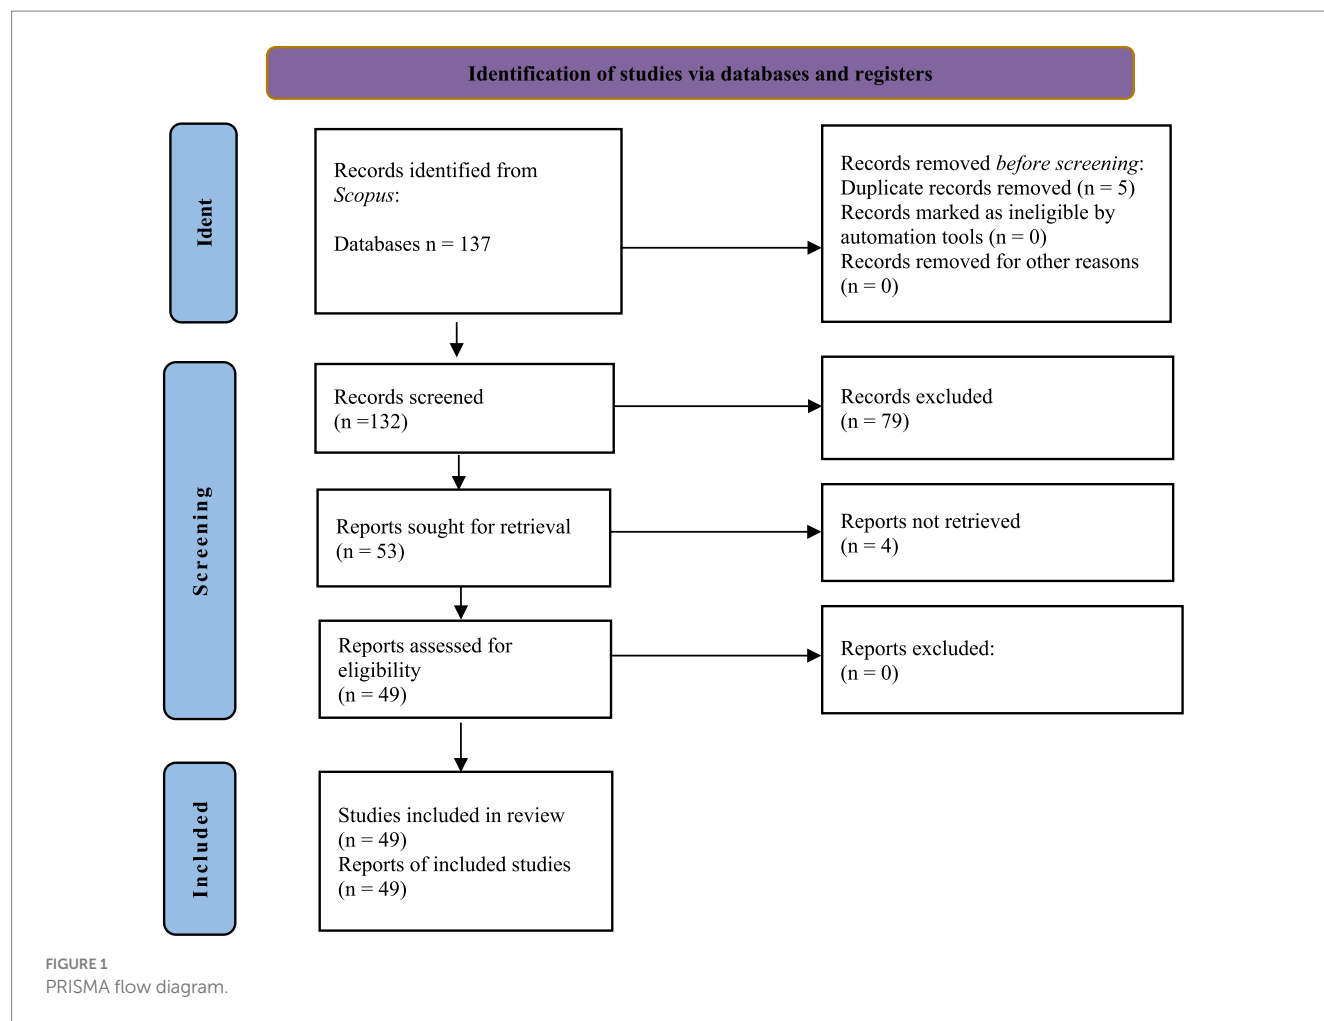 Identification of studies via databases and registers
Ident
Records identified from
Scopus:
Databases n = 137
Records removed before screening:
Duplicate records removed (n = 5)
Records marked as ineligible by
automation tools (n = 0)
Records removed for other reasons
(n = 0)
Screening
Records screened
(n =132)
Records excluded
(n = 79)
Reports sought for retrieval
(n = 53)
Reports not retrieved
(n = 4)
Reports assessed for
eligibility
(n = 49)
Reports excluded:
(n = 0)
Included
Studies included in review
(n = 49)
Reports of included studies
(n = 49)
FIGURE 1
PRISMA flow diagram.